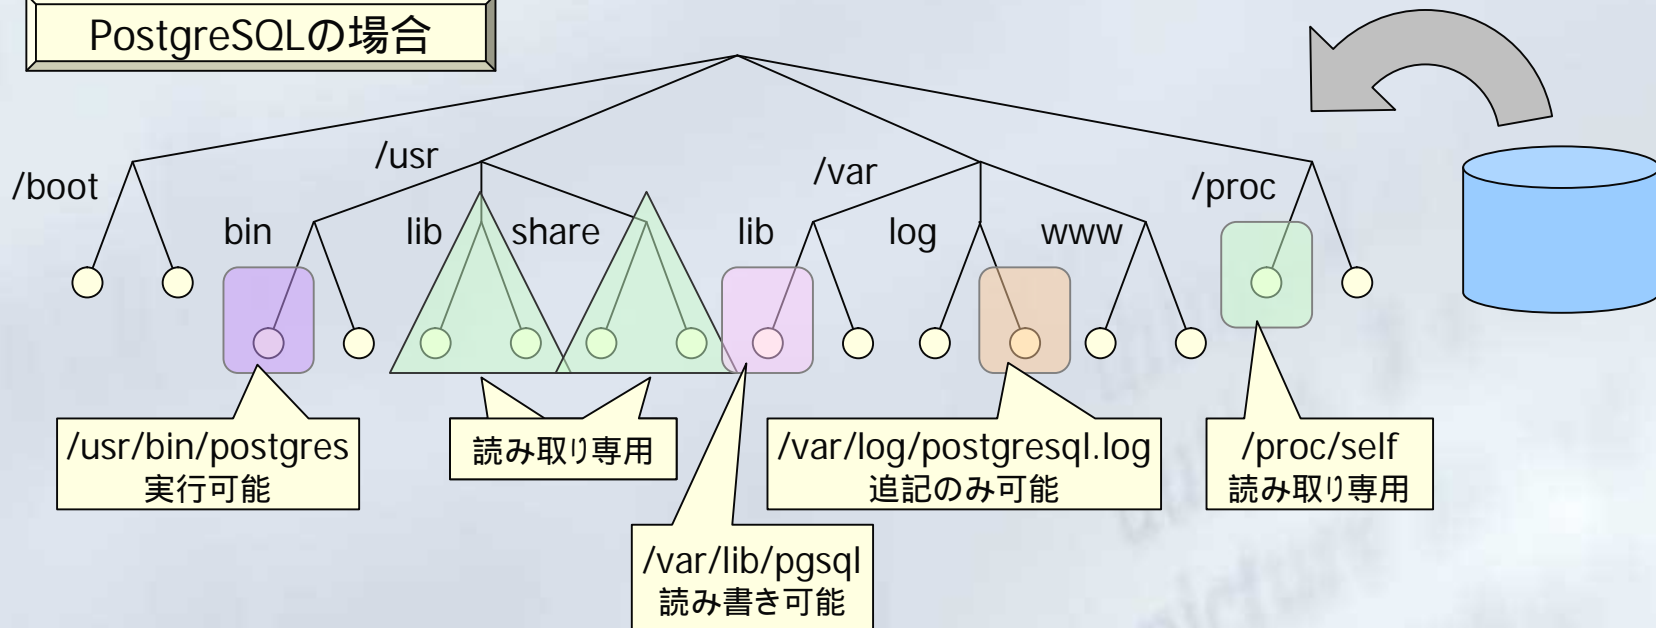 PostgreSQLの場合
/boot
/usr
/var
/proc
bin
lib
share
lib
log
www
/usr/bin/postgres
実行可能
読み取り専用
/var/lib/pgsql
読み書き可能
/var/log/postgresql.log
追記のみ可能
/proc/self
読み取り専用